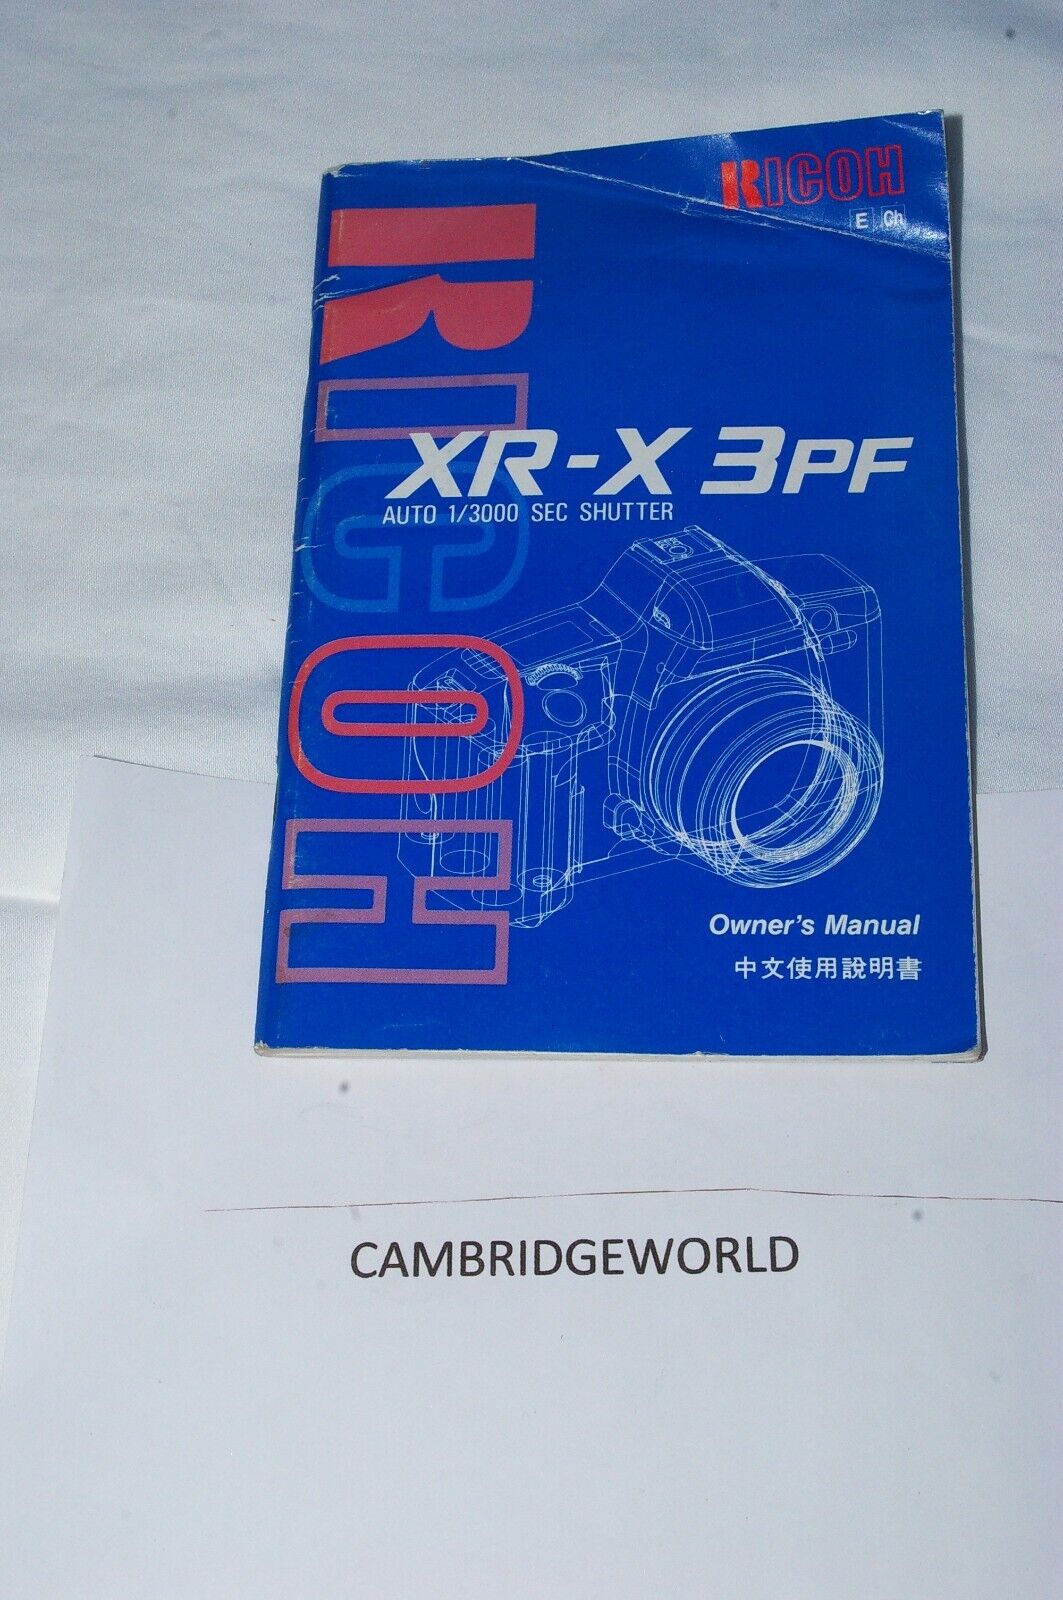 RICOH
E Ch
RICOH
XR-X 3PF
AUTO 1/3000 SEC SHUTTER
Owner's Manual
中文使用說明書
CAMBRIDGEWORLD